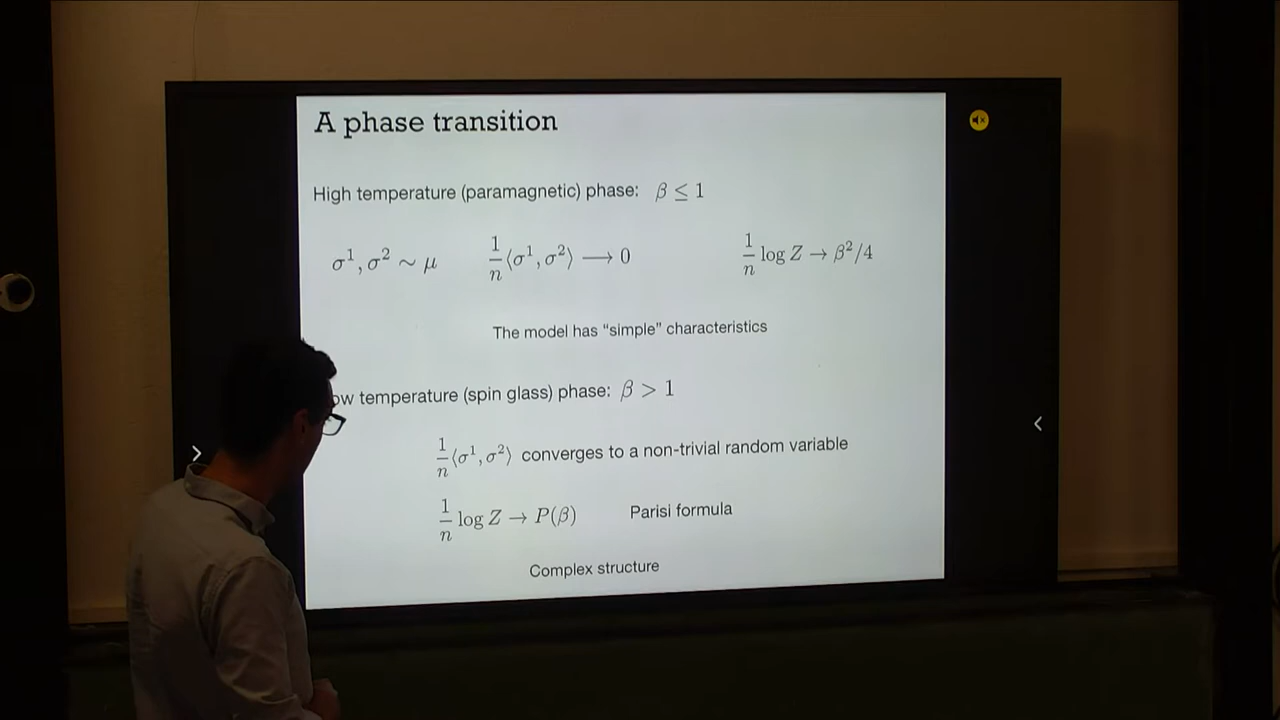 A phase transition
High temperature (paramagnetic) phase: β ≤ 1
σ¹, σ² ∼ μ 1/n ⟨σ¹, σ²⟩ ⟶ 0 1/n log Z → β²/4
The model has “simple” characteristics
ow temperature (spin glass) phase: β > 1
1/n ⟨σ¹, σ²⟩ converges to a non-trivial random variable
1/n log Z → P(β) Parisi formula
Complex structure